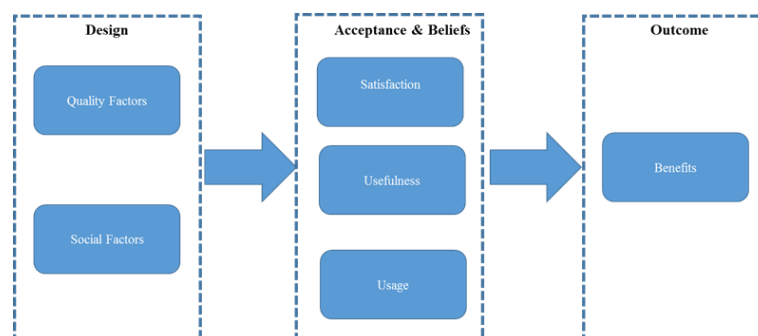 Design
Quality Factors
Social Factors
Acceptance & Beliefs
Satisfaction
Usefulness
Usage
Outcome
Benefits